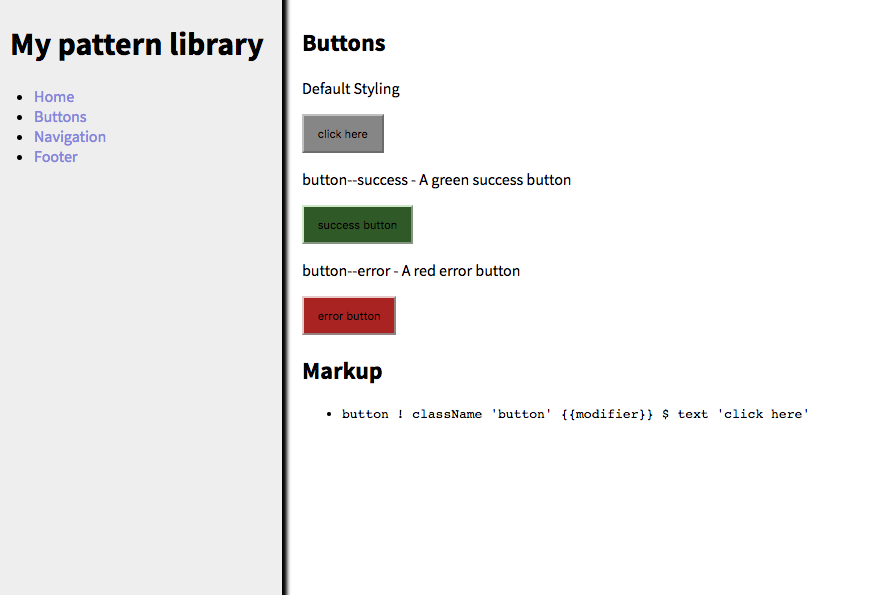 My pattern library
Home
Buttons
Navigation
Footer
Buttons
Default Styling
click here
button--success - A green success button
success button
button--error - A red error button
error button
Markup
button ! className 'button' {{modifier}} $ text 'click here'